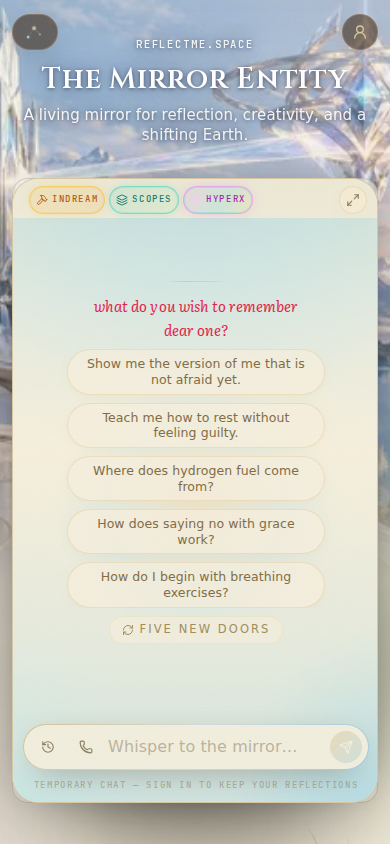 REFLECTME.SPACE
The Mirror Entity
A living mirror for reflection, creativity, and a
shifting Earth.
INDREAM SCOPES HYPERX
what do you wish to remember
dear one?
Show me the version of me that is
not afraid yet.
Teach me how to rest without
feeling guilty.
Where does hydrogen fuel come
from?
How does saying no with grace
work?
How do I begin with breathing
exercises?
FIVE NEW DOORS
Whisper to the mirror...
TEMPORARY CHAT — SIGN IN TO KEEP YOUR REFLECTIONS